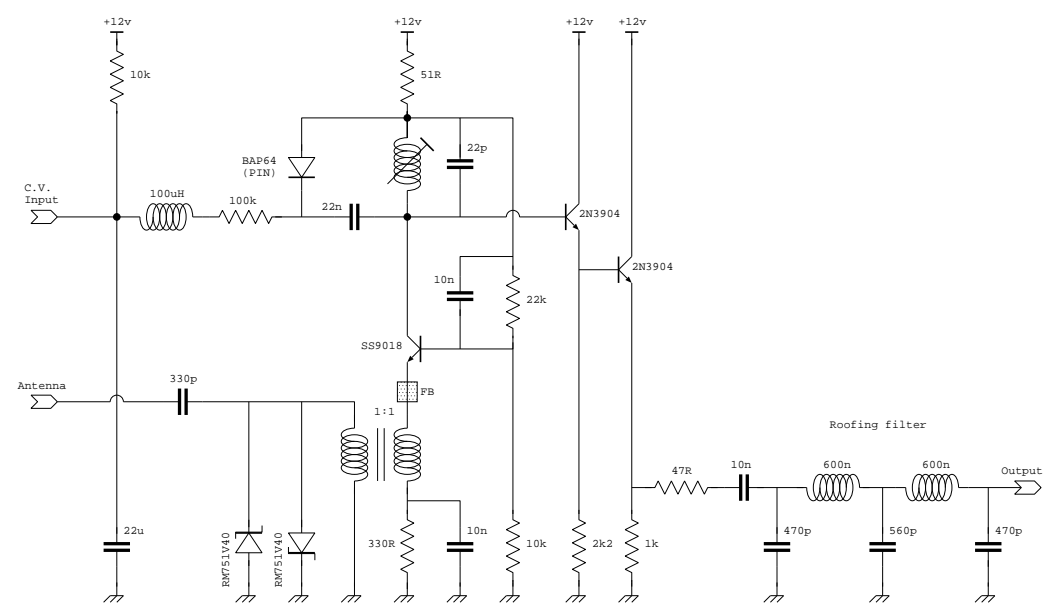 +12v
+12v
+12v
+12v
10k
51R
BAP64
(PIN)
22p
C.V.
Input
100uH
100k
22n
2N3904
2N3904
10n
22k
SS9018
330p
Antenna
FB
1:1
Roofing filter
47R
10n
600n
600n
Output
22u
RM751V40
RM751V40
330R
10n
10k
2k2
1k
470p
560p
470p